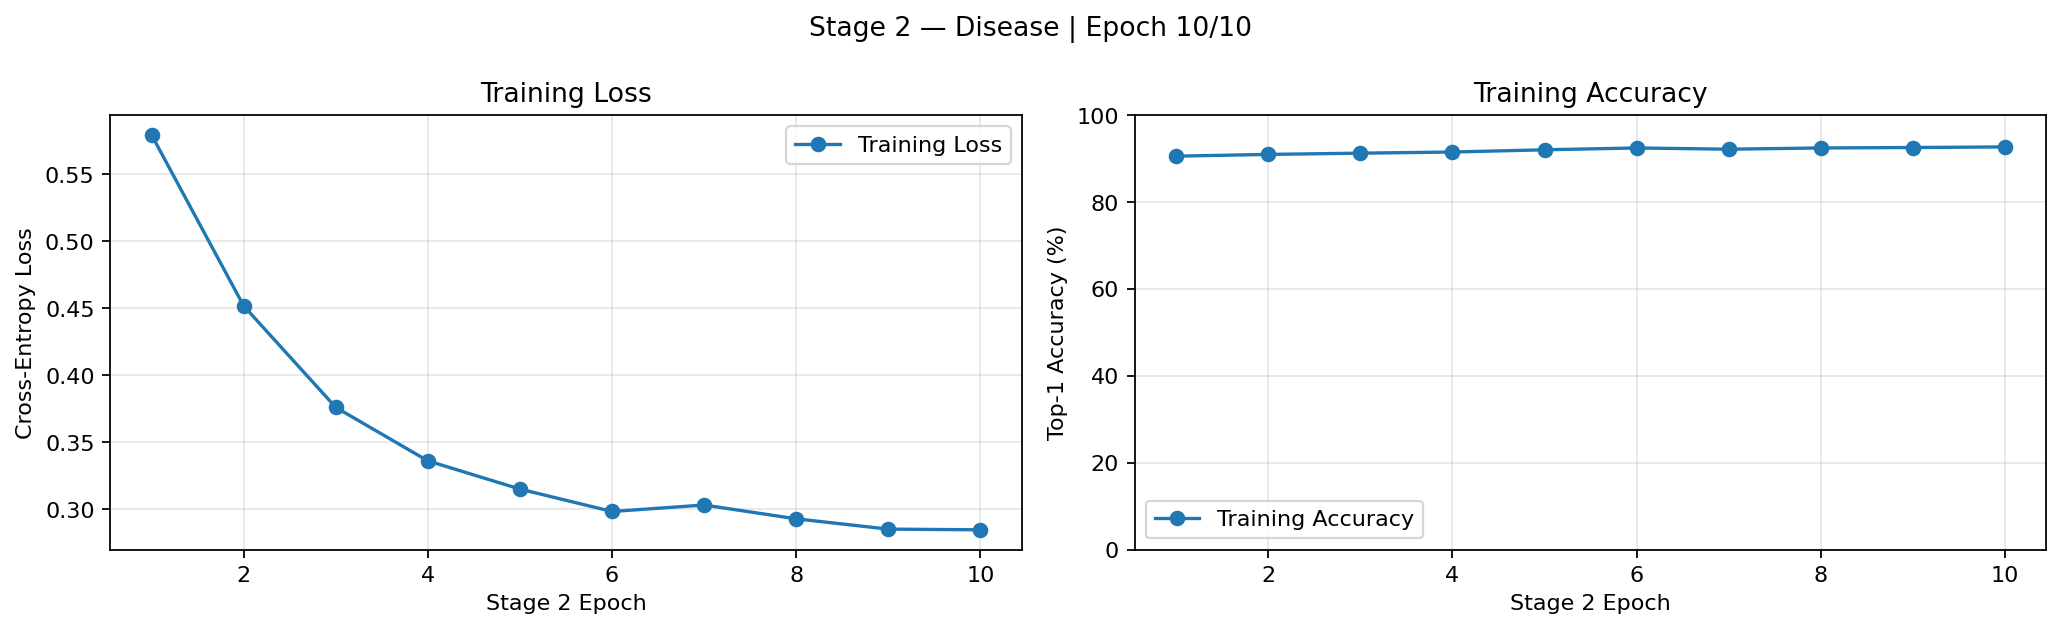 Stage 2 — Disease | Epoch 10/10
Training Loss
Training Loss
0.55
0.50
0.45
0.40
0.35
0.30
Cross-Entropy Loss
2 4 6 8 10
Stage 2 Epoch
Training Accuracy
100
80
60
40
20
0
Top-1 Accuracy (%)
Training Accuracy
2 4 6 8 10
Stage 2 Epoch